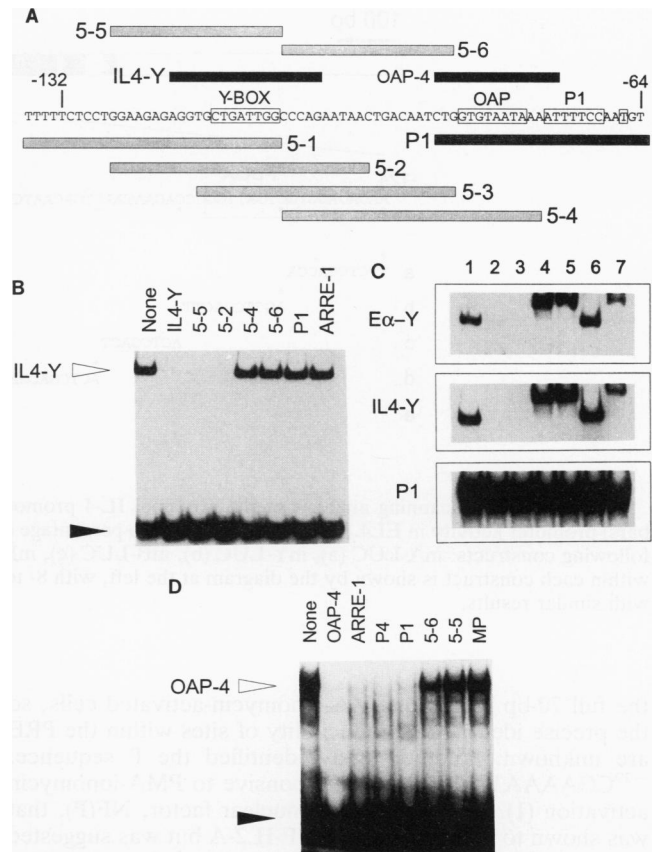 A
5-5
5-6
IL4-Y
OAP-4
-132
-64
Y-BOX
OAP
P1
TTTTTCTCCTGGAAGAGAGGTGCTGATTGGCCCAGAATAACTGACAATCTGGTGTAATAAAATTTTCCAATGT
5-1
P1
5-2
5-3
5-4
B
None
IL4-Y
5-5
5-2
5-4
5-6
P1
ARRE-1
IL4-Y
C
1 2 3 4 5 6 7
Eα-Y
IL4-Y
P1
D
None
OAP-4
ARRE-1
P4
P1
5-6
5-5
MP
OAP-4